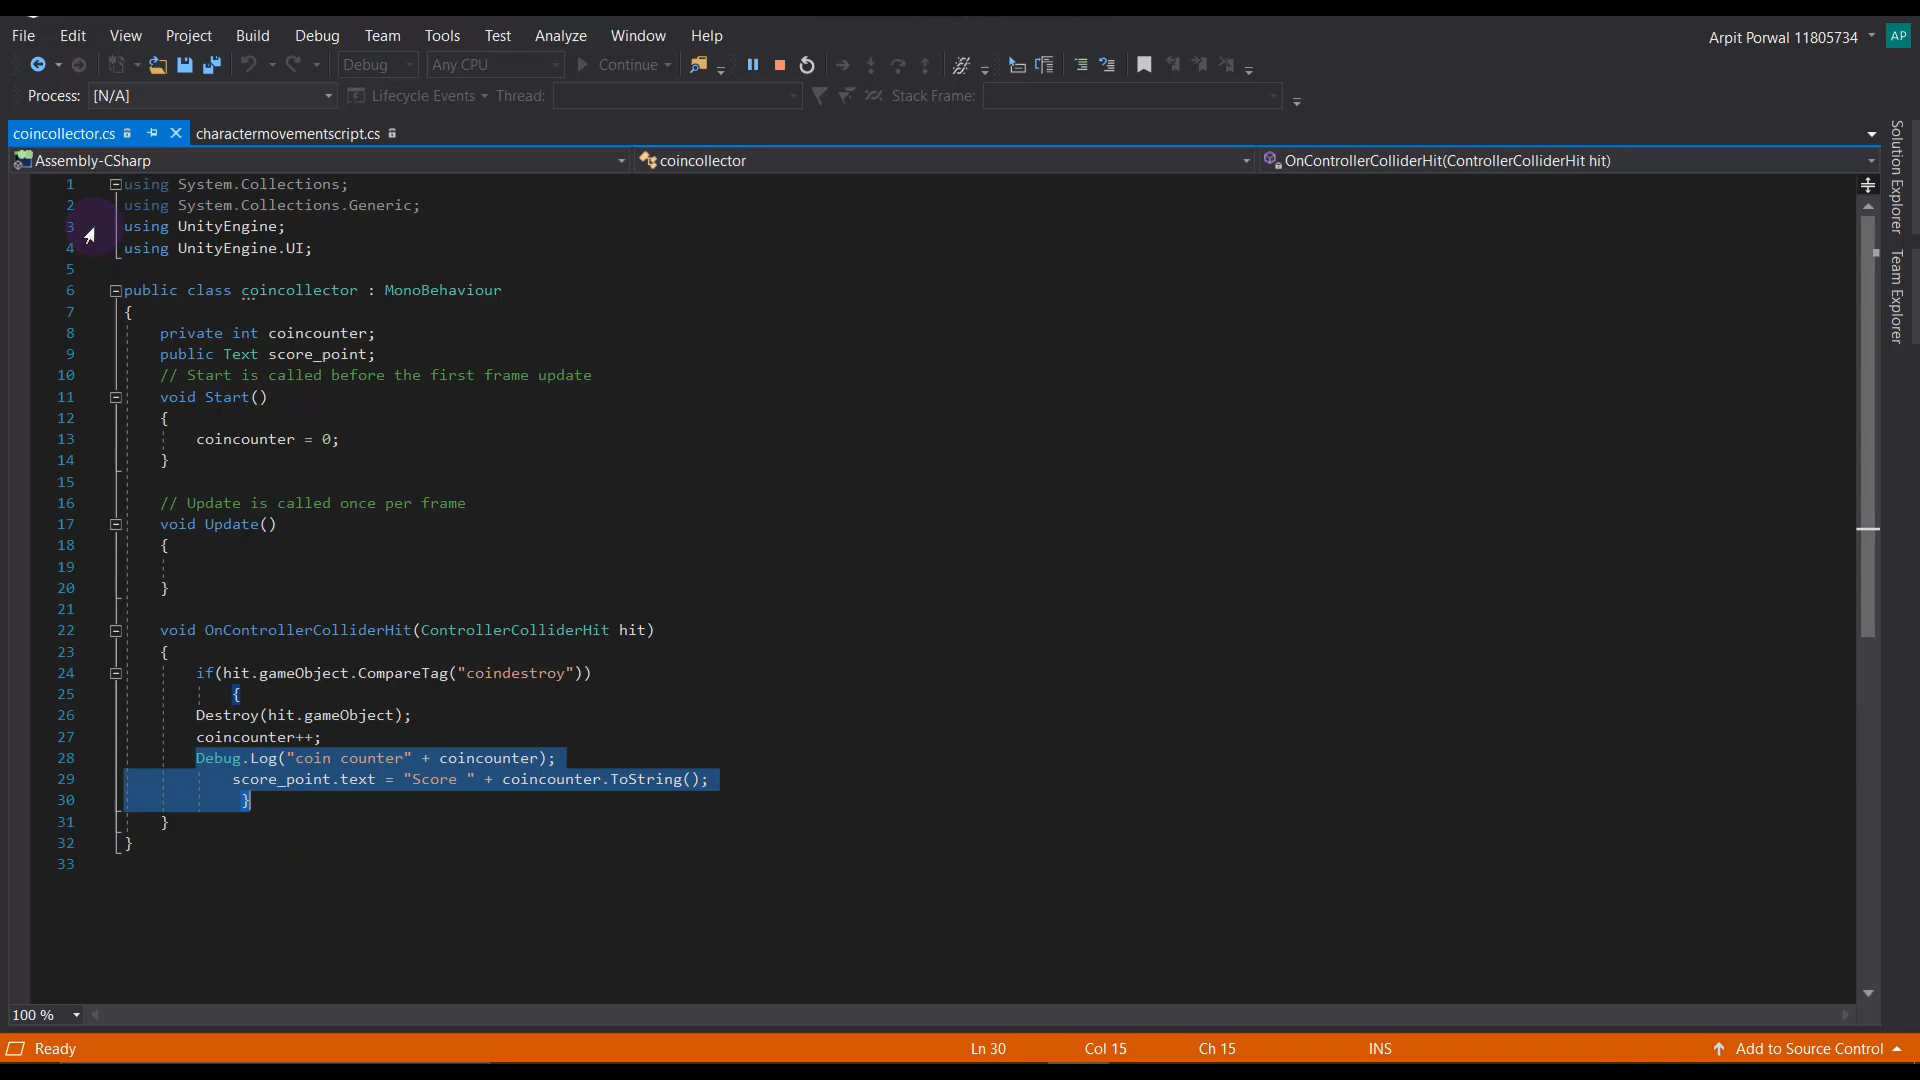 File Edit View Project Build Debug Team Tools Test Analyze Window Help
Arpit Porwal 11805734 AP
Debug Any CPU Continue
Process: [N/A] Lifecycle Events Thread: Stack Frame:
coincollector.cs charactermovementscript.cs
Assembly-CSharp coincollector OnControllerColliderHit(ControllerColliderHit hit)
1 using System.Collections;
2 using System.Collections.Generic;
3 using UnityEngine;
4 using UnityEngine.UI;
5
6 public class coincollector : MonoBehaviour
7 {
8 private int coincounter;
9 public Text score_point;
10 // Start is called before the first frame update
11 void Start()
12 {
13 coincounter = 0;
14 }
15
16 // Update is called once per frame
17 void Update()
18 {
19
20 }
21
22 void OnControllerColliderHit(ControllerColliderHit hit)
23 {
24 if(hit.gameObject.CompareTag("coindestroy"))
25 {
26 Destroy(hit.gameObject);
27 coincounter++;
28 Debug.Log("coin counter" + coincounter);
29 score_point.text = "Score " + coincounter.ToString();
30 }
31 }
32 }
33
Solution Explorer
Team Explorer
100 %
Ready Ln 30 Col 15 Ch 15 INS Add to Source Control